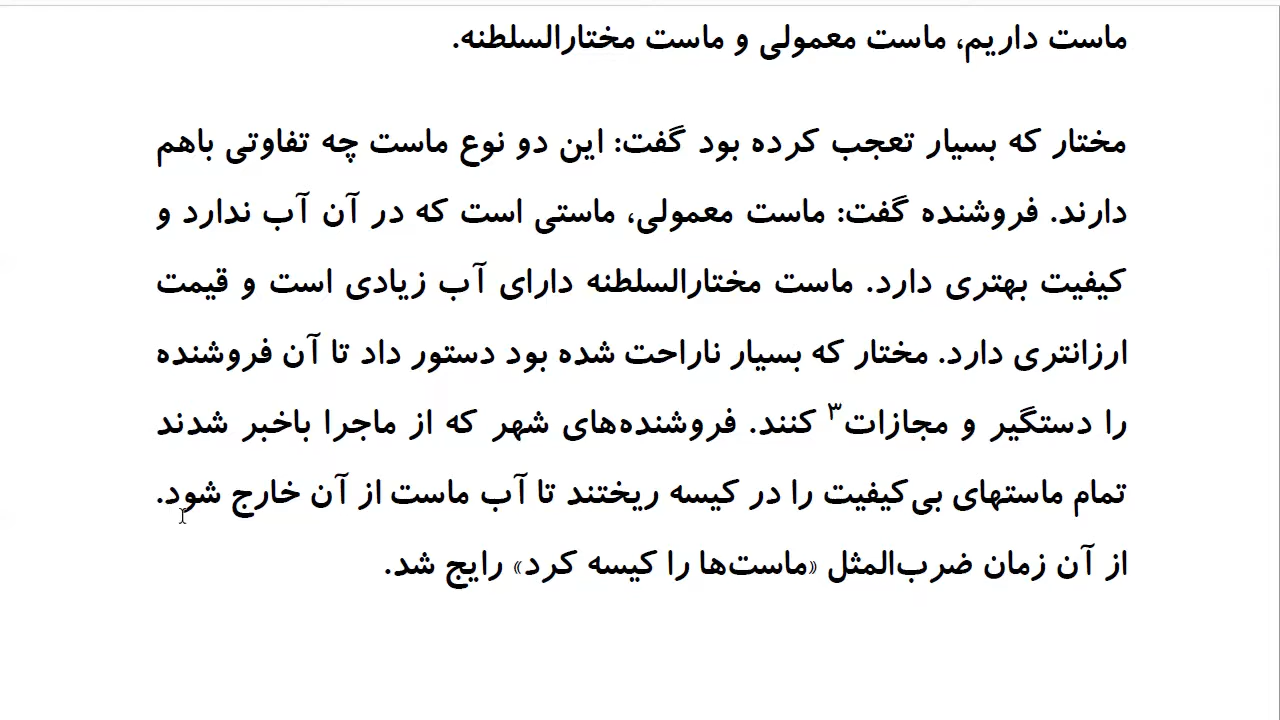 ماست داریم، ماست معمولی و ماست مختارالسلطنه.
مختار که بسیار تعجب کرده بود گفت: این دو نوع ماست چه تفاوتی باهم
دارند. فروشنده گفت: ماست معمولی، ماستی است که در آن آب ندارد و
کیفیت بهتری دارد. ماست مختارالسلطنه دارای آب زیادی است و قیمت
ارزانتری دارد. مختار که بسیار ناراحت شده بود دستور داد تا آن فروشنده
را دستگیر و مجازات۳ کنند. فروشنده‌های شهر که از ماجرا باخبر شدند
تمام ماستهای بی‌کیفیت را در کیسه ریختند تا آب ماست از آن خارج شود.
از آن زمان ضرب‌المثل «ماست‌ها را کیسه کرد» رایج شد.